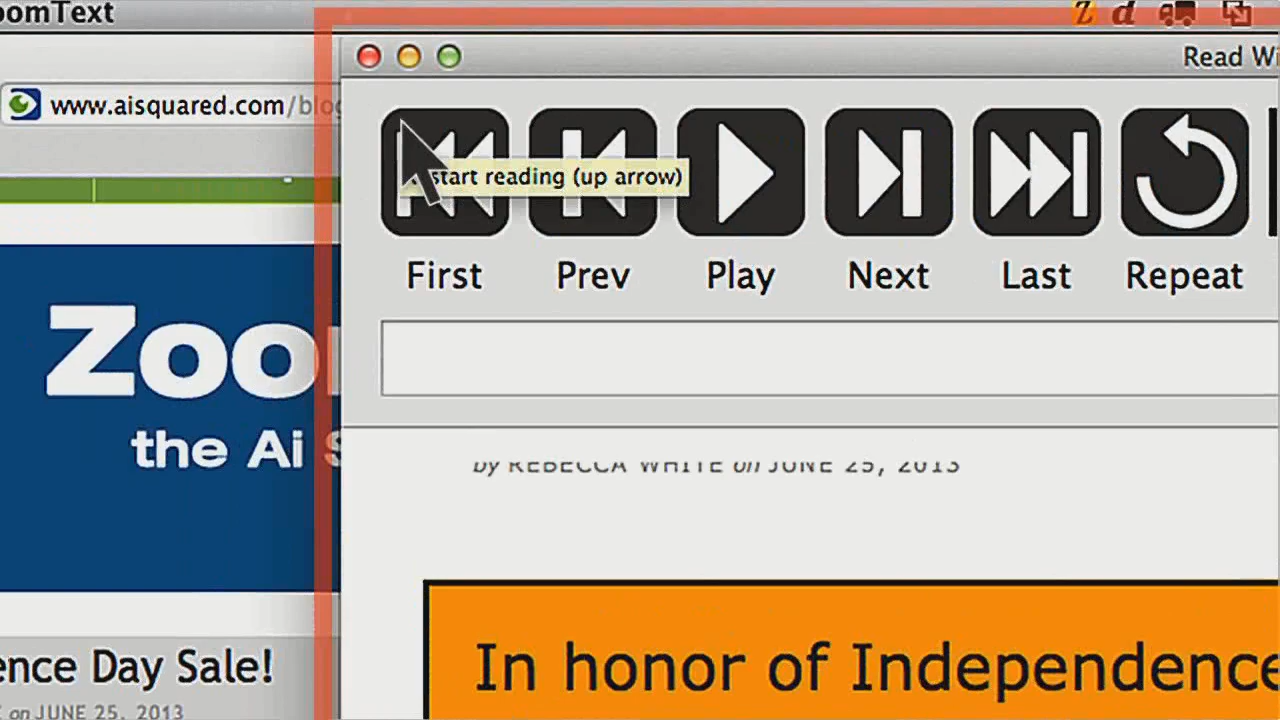 oomText
Read Wi
www.aisquared.com/blog
start reading (up arrow)
First
Prev
Play
Next
Last
Repeat
Zoo
the Ai S
by REBECCA WHITE on JUNE 25, 2013
In honor of Independence
ence Day Sale!
on JUNE 25, 2013